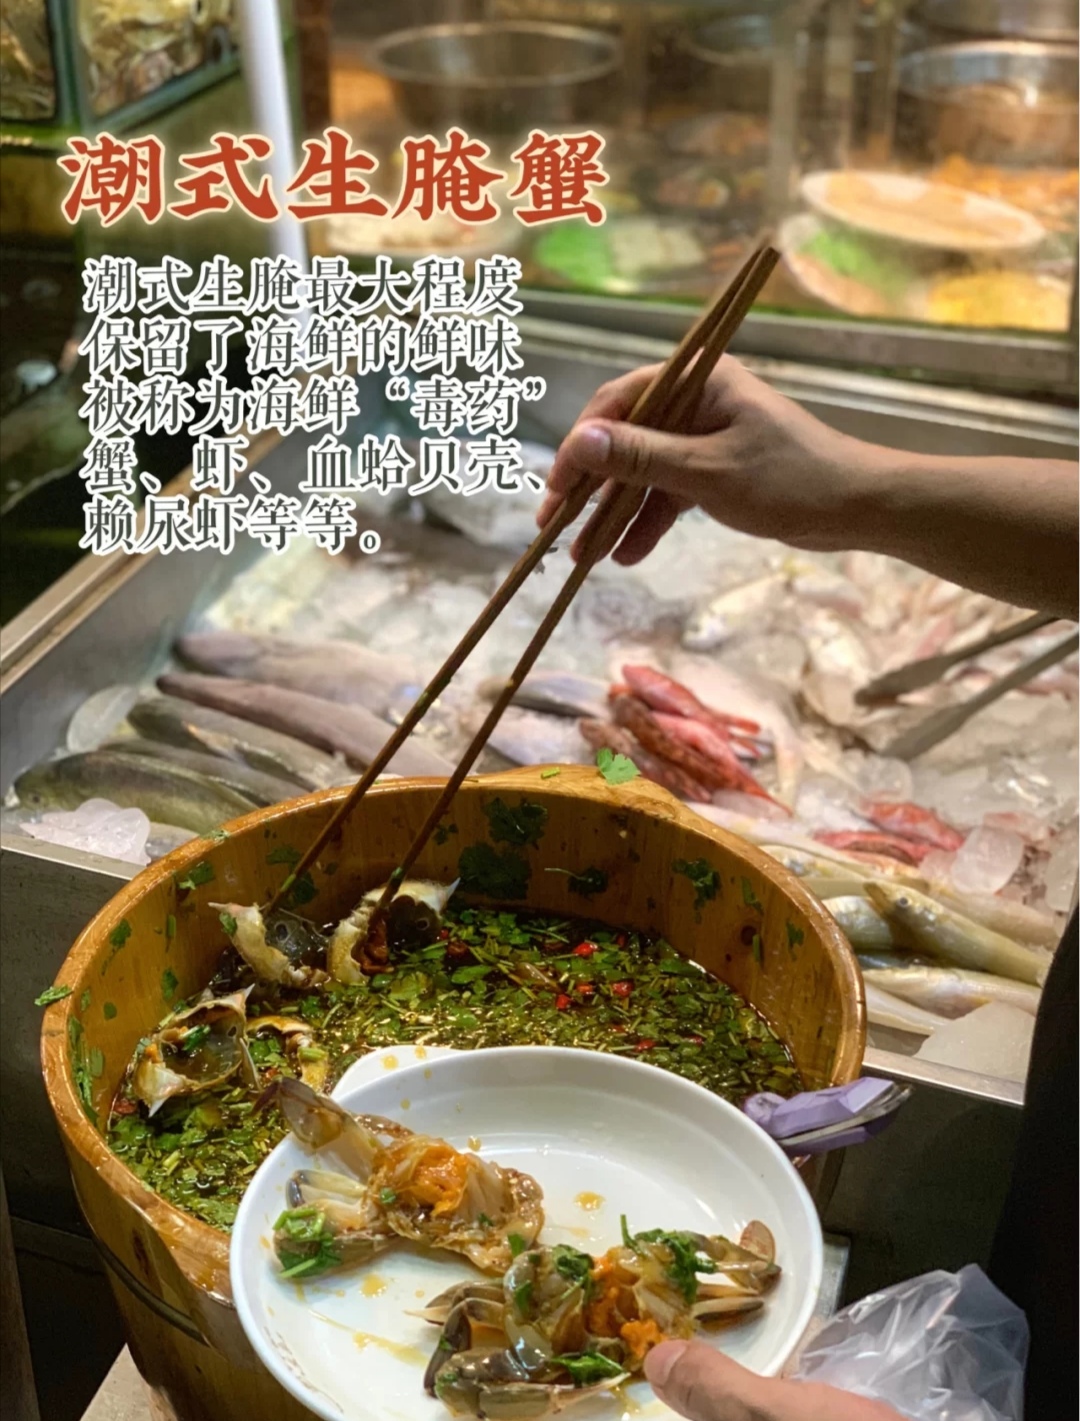 潮式生腌蟹
潮式生腌最大程度
保留了海鲜的鲜味
被称为海鲜“毒药”
蟹、虾、血蛤贝壳、
赖尿虾等等。